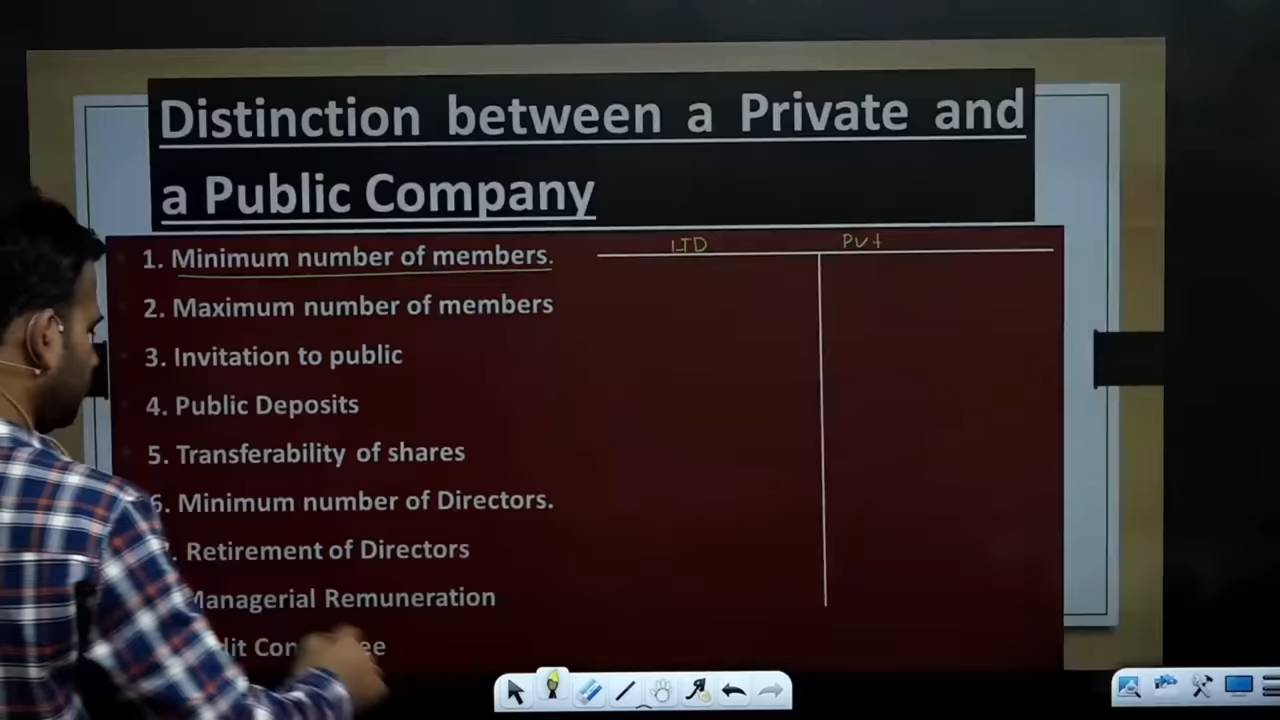 Distinction between a Private and
a Public Company
LTD Pvt
1. Minimum number of members.
2. Maximum number of members
3. Invitation to public
4. Public Deposits
5. Transferability of shares
6. Minimum number of Directors.
. Retirement of Directors
Managerial Remuneration